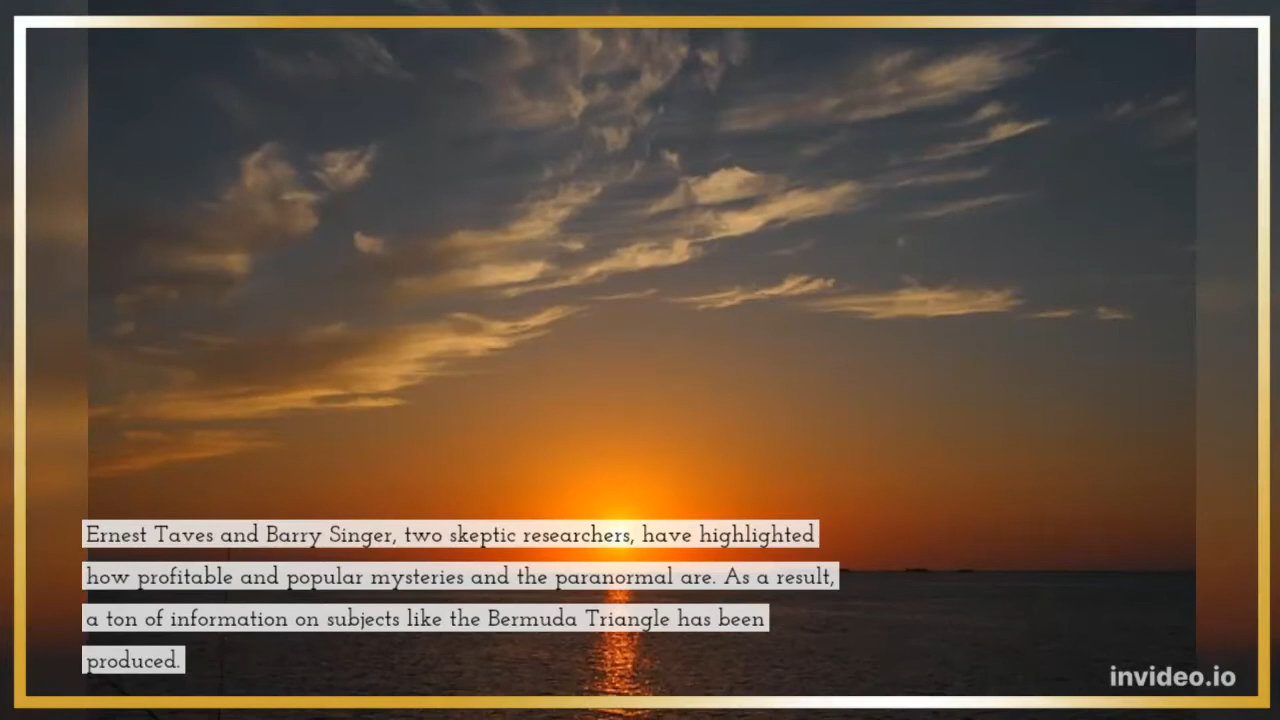 Ernest Taves and Barry Singer, two skeptic researchers, have highlighted
how profitable and popular mysteries and the paranormal are. As a result,
a ton of information on subjects like the Bermuda Triangle has been
produced.
invideo.io